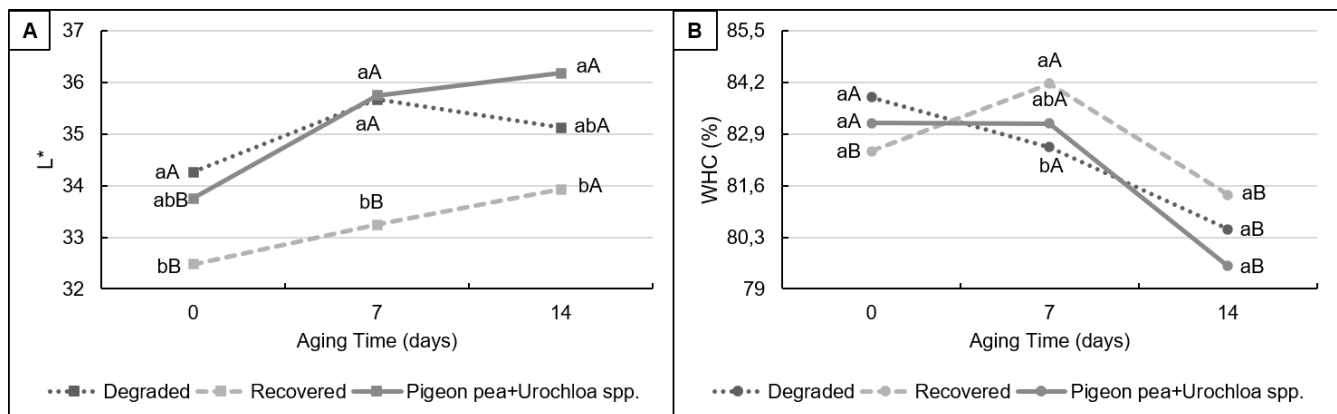 A
37
36
35
34
33
32
L*
aA
abB
bB
aA
aA
bB
aA
abA
bA
0 7 14
Aging Time (days)
Degraded Recovered Pigeon pea+Urochloa spp.
B
85,5
84,2
82,9
81,6
80,3
79
WHC (%)
aA
aA
aB
aA
abA
bA
aB
aB
aB
0 7 14
Aging Time (days)
Degraded Recovered Pigeon pea+Urochloa spp.